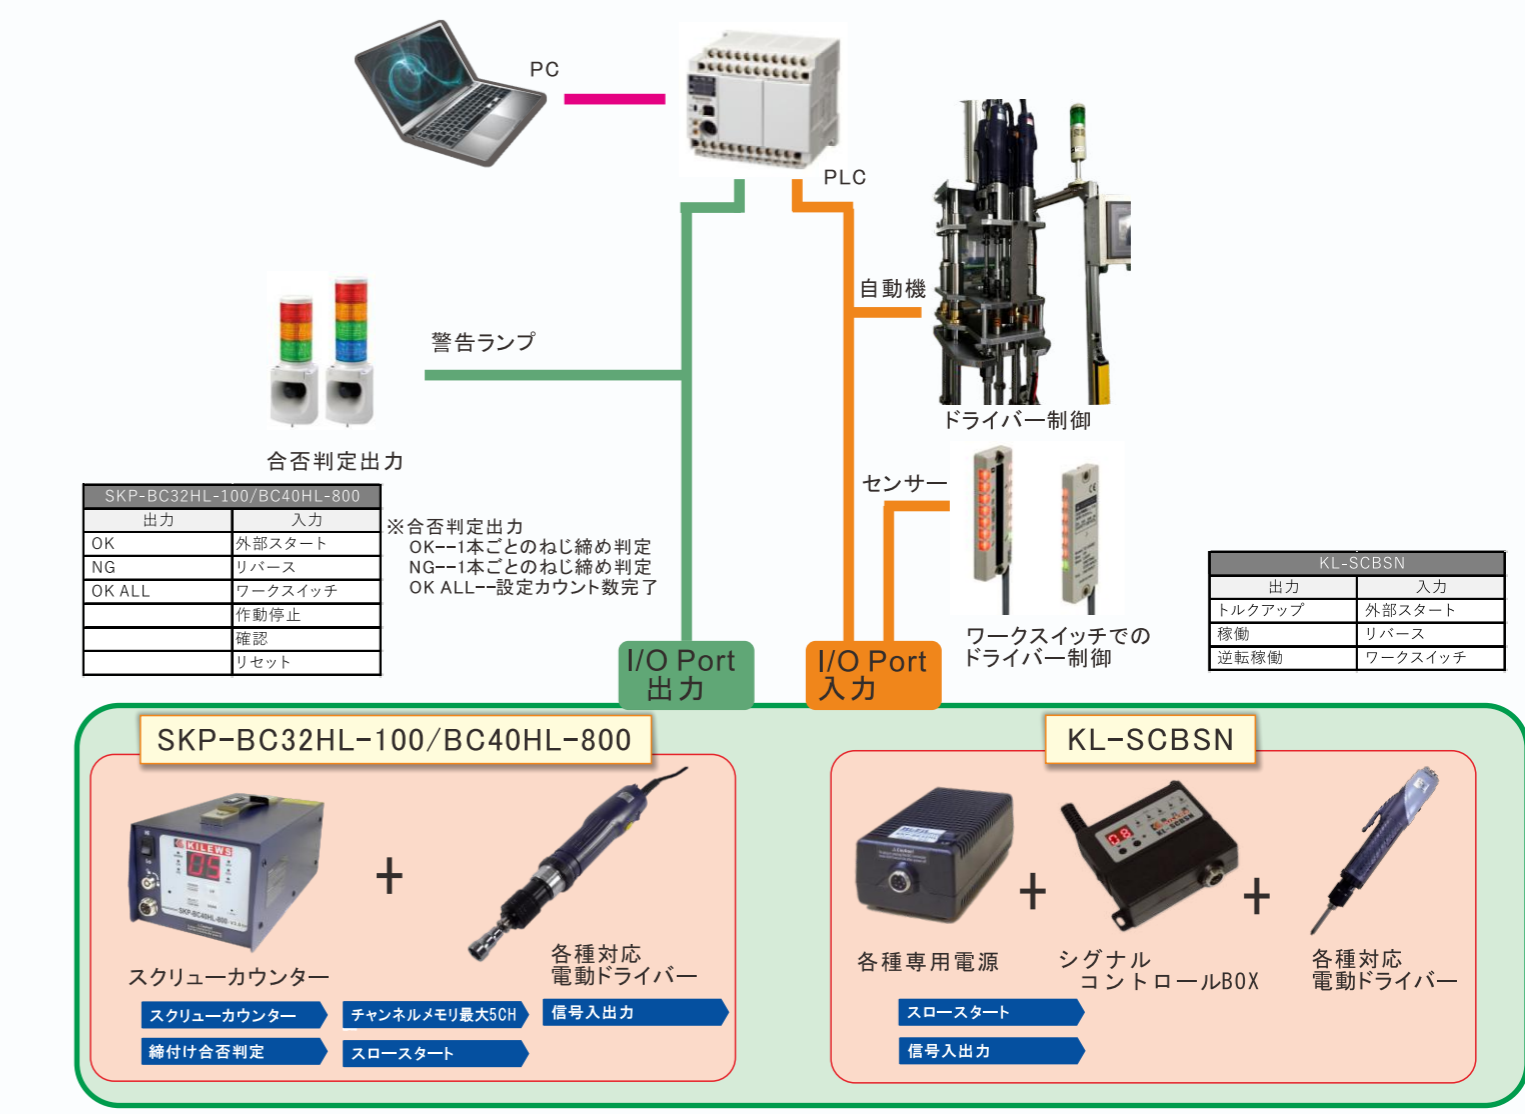 PC
PLC
自動機
警告ランプ
ドライバー制御
合否判定出力
センサー
SKP-BC32HL-100/BC40HL-800
出力 入力
OK 外部スタート
NG リバース
OK ALL ワークスイッチ
作動停止
確認
リセット
※合否判定出力
OK--1本ごとのねじ締め判定
NG--1本ごとのねじ締め判定
OK ALL--設定カウント数完了
ワークスイッチでの
ドライバー制御
KL-SCBSN
出力 入力
トルクアップ 外部スタート
稼働 リバース
逆転稼働 ワークスイッチ
I/O Port
出力
I/O Port
入力
SKP-BC32HL-100/BC40HL-800
KL-SCBSN
KILEWS
05
SKP-BC40HL-800
+
08
KL-SCBSN
+
+
スクリューカウンター
各種対応
電動ドライバー
各種専用電源
シグナル
コントロールBOX
各種対応
電動ドライバー
スクリューカウンター
チャンネルメモリ最大5CH
信号入出力
締付け合否判定
スロースタート
スロースタート
信号入出力